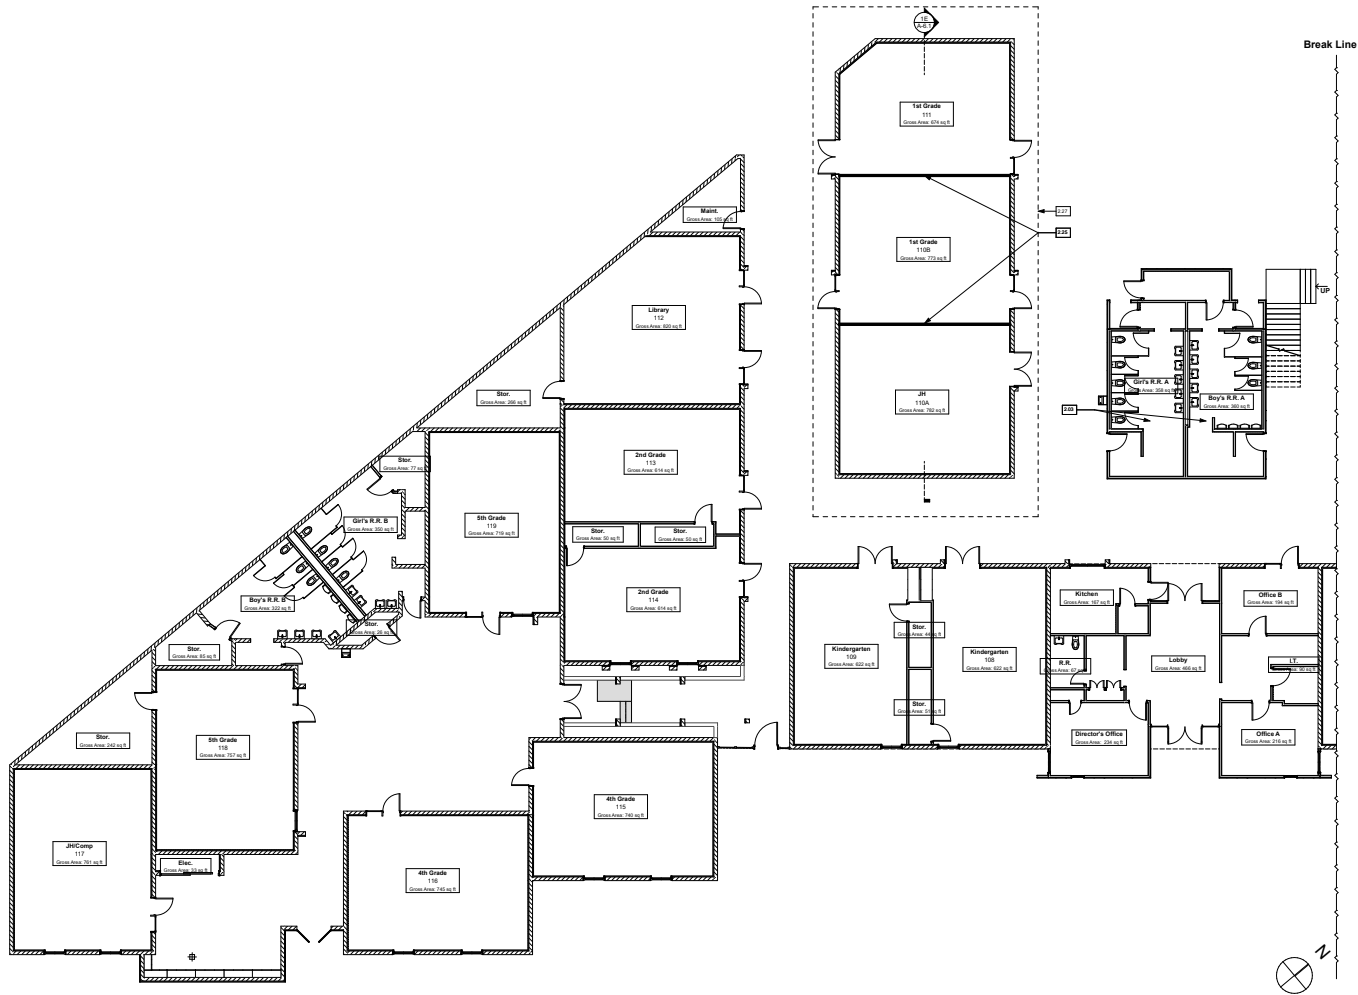 1E
A-6.1
Break Line
1st Grade
111
Gross Area: 674 sq ft
Maint.
Gross Area: 105 sq ft
2.27
2.25
1st Grade
110B
Gross Area: 773 sq ft
UP
Library
112
Gross Area: 820 sq ft
Girl's R.R. A
Gross Area: 358 sq ft
Stor.
Gross Area: 266 sq ft
JH
110A
Gross Area: 782 sq ft
Boy's R.R. A
Gross Area: 360 sq ft
2.03
2nd Grade
113
Gross Area: 614 sq ft
Stor.
Gross Area: 77 sq
Girl's R.R. B
Gross Area: 350 sq ft
5th Grade
119
Gross Area: 719 sq ft
Stor.
Gross Area: 50 sq ft
Stor.
Gross Area: 50 sq ft
2nd Grade
114
Gross Area: 614 sq ft
Kitchen
Gross Area: 167 sq ft
Office B
Gross Area: 194 sq ft
Boy's R.R. B
Gross Area: 322 sq ft
Stor.
Stor.
Gross Area: 85 sq ft
Stor.
Kindergarten
109
Gross Area: 622 sq ft
Kindergarten
108
Gross Area: 622 sq ft
R.R.
Lobby
Gross Area: 466 sq ft
I.T.
Stor.
Stor.
Gross Area: 242 sq ft
5th Grade
118
Gross Area: 757 sq ft
Director's Office
Gross Area: 234 sq ft
Office A
Gross Area: 216 sq ft
4th Grade
115
Gross Area: 740 sq ft
JH/Comp
117
Gross Area: 761 sq ft
Elec.
4th Grade
116
Gross Area: 745 sq ft
N